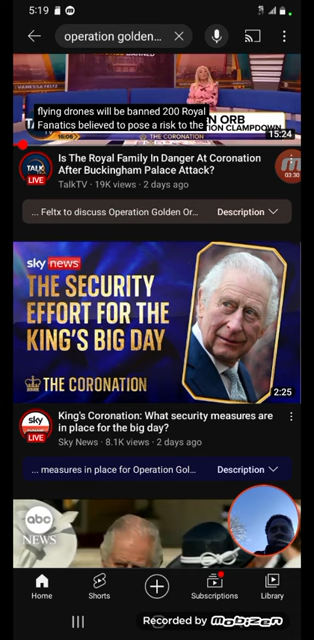 5:19
operation golden...
flying drones will be banned 200 Royal
Fanatics believed to pose a risk to the
N ORB
TION CLAMPDOWN
THE CORONATION
15:24
TALK
LIVE
Is The Royal Family In Danger At Coronation
After Buckingham Palace Attack?
TalkTV · 19K views · 2 days ago
03:30
... Feltx to discuss Operation Golden Or...
Description
sky news
THE SECURITY
EFFORT FOR THE
KING'S BIG DAY
THE CORONATION
2:25
sky
LIVE
King's Coronation: What security measures are
in place for the big day?
Sky News · 8.1K views · 2 days ago
... measures in place for Operation Gol...
Description
abc
NEWS
Home
Shorts
Subscriptions
Library
Recorded by Mobizen